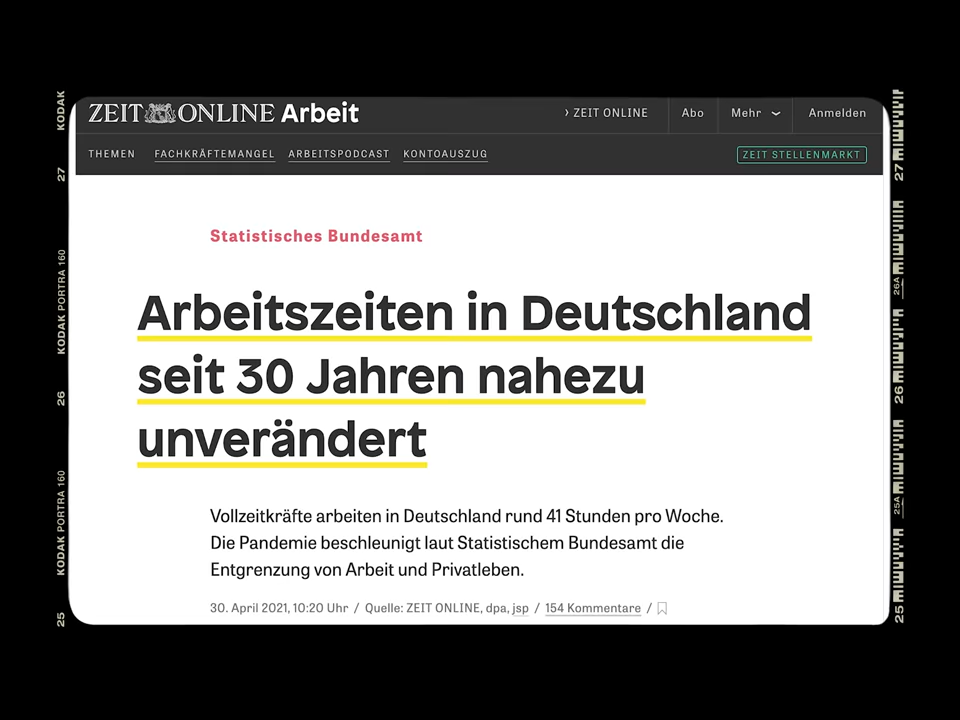 ZEIT ONLINE Arbeit
ZEIT ONLINE
Abo
Mehr
Anmelden
THEMEN
FACHKRÄFTEMANGEL
ARBEITSPODCAST
KONTOAUSZUG
ZEIT STELLENMARKT
Statistisches Bundesamt
Arbeitszeiten in Deutschland
seit 30 Jahren nahezu
unverändert
Vollzeitkräfte arbeiten in Deutschland rund 41 Stunden pro Woche.
Die Pandemie beschleunigt laut Statistischem Bundesamt die
Entgrenzung von Arbeit und Privatleben.
30. April 2021, 10:20 Uhr / Quelle: ZEIT ONLINE, dpa, jsp / 154 Kommentare /
KODAK
27
KODAK PORTRA 160
26
KODAK PORTRA 160
25
27
26A
26
25A
25